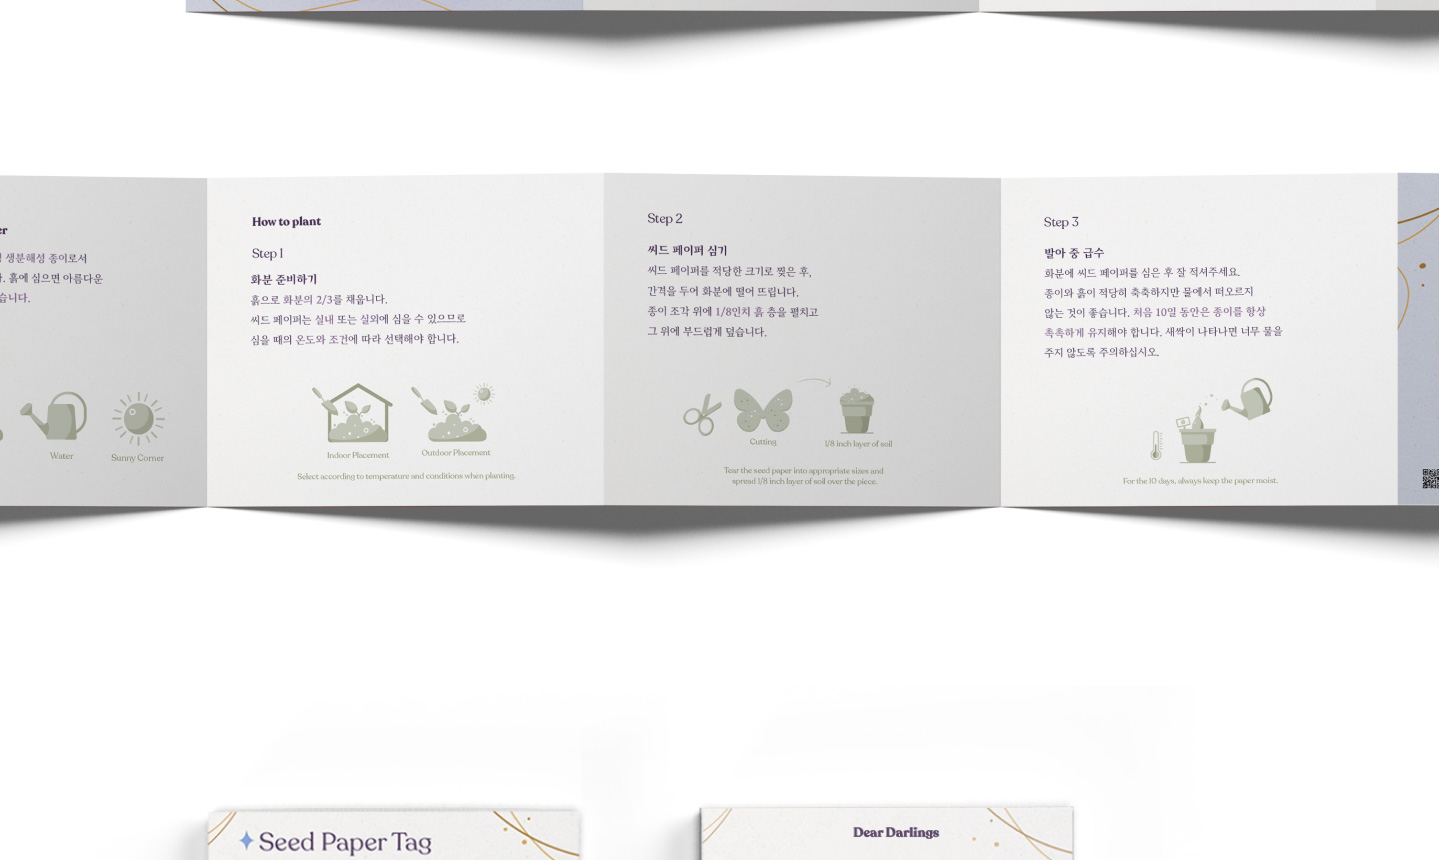 생분해성 종이로서
흙에 심으면 아름다운
습니다.
Water
Sunny Corner
How to plant
Step 1
화분 준비하기
흙으로 화분의 2/3를 채웁니다.
씨드 페이퍼는 실내 또는 실외에 심을 수 있으므로
심을 때의 온도와 조건에 따라 선택해야 합니다.
Indoor Placement
Outdoor Placement
Select according to temperature and conditions when planting.
Step 2
씨드 페이퍼 심기
씨드 페이퍼를 적당한 크기로 찢은 후,
간격을 두어 화분에 떨어 뜨립니다.
종이 조각 위에 1/8인치 흙 층을 펼치고
그 위에 부드럽게 덮습니다.
Cutting
1/8 inch layer of soil
Tear the seed paper into appropriate sizes and
spread 1/8 inch layer of soil over the piece.
Step 3
발아 중 급수
화분에 씨드 페이퍼를 심은 후 잘 적셔주세요.
종이와 흙이 적당히 축축하지만 물에서 떠오르지
않는 것이 좋습니다. 처음 10일 동안은 종이를 항상
촉촉하게 유지해야 합니다. 새싹이 나타나면 너무 물을
주지 않도록 주의하십시오.
For the 10 days, always keep the paper moist.
Seed Paper Tag
Dear Darlings